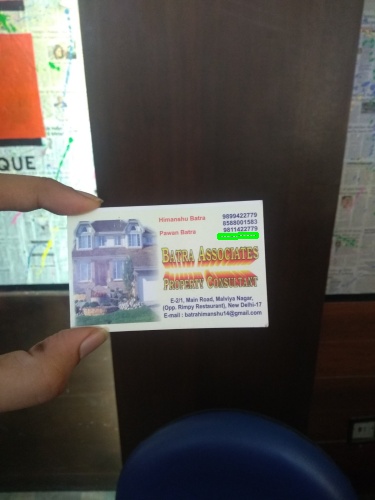 QUE
Himanshu Batra
Pawan Batra
9899422779
8588001583
9811422779
BATRA ASSOCIATES
PROPERTY CONSULTANT
E-2/1, Main Road, Malviya Nagar,
(Opp. Rimpy Restaurant), New Delhi-17
E-mail : batrahimanshu14@gmail.com